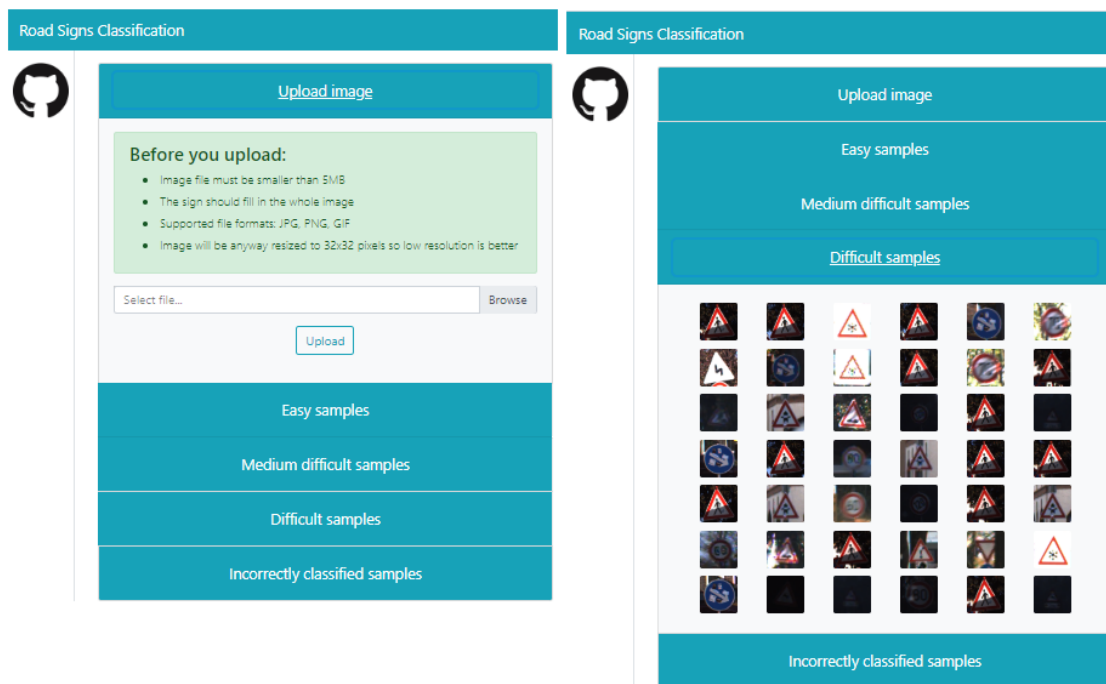 Road Signs Classification
Upload image
Before you upload:
Image file must be smaller than 5MB
The sign should fill in the whole image
Supported file formats: JPG, PNG, GIF
Image will be anyway resized to 32x32 pixels so low resolution is better
Select file...
Browse
Upload
Easy samples
Medium difficult samples
Difficult samples
Incorrectly classified samples
Road Signs Classification
Upload image
Easy samples
Medium difficult samples
Difficult samples
Incorrectly classified samples